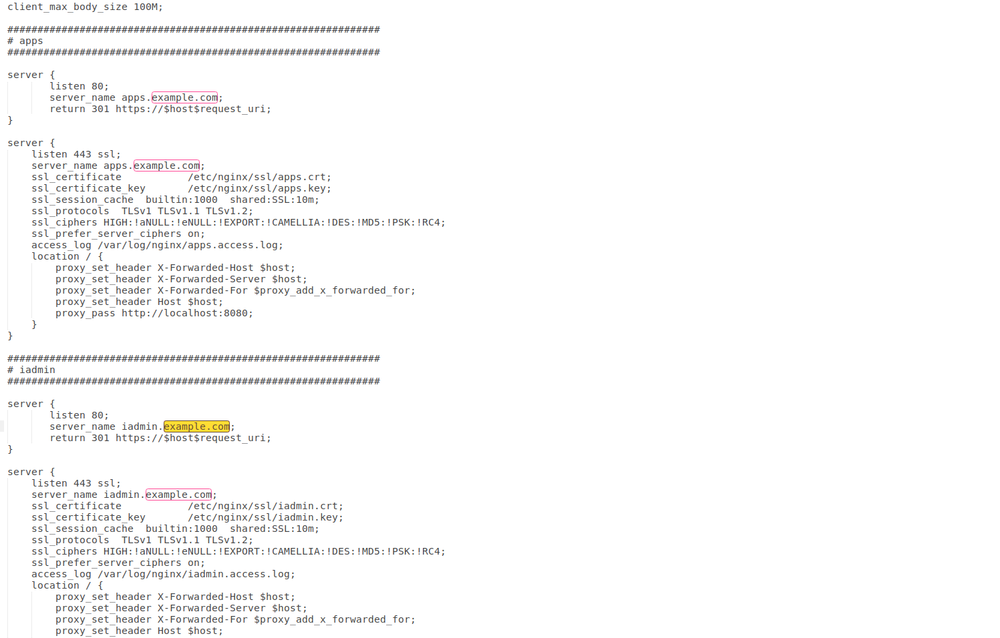 client_max_body_size 100M;
##############################################################
# apps
##############################################################
server {
listen 80;
server_name apps.example.com;
return 301 https://$host$request_uri;
}
server {
listen 443 ssl;
server_name apps.example.com;
ssl_certificate           /etc/nginx/ssl/apps.crt;
ssl_certificate_key       /etc/nginx/ssl/apps.key;
ssl_session_cache  builtin:1000  shared:SSL:10m;
ssl_protocols  TLSv1 TLSv1.1 TLSv1.2;
ssl_ciphers HIGH:!aNULL:!eNULL:!EXPORT:!CAMELLIA:!DES:!MD5:!PSK:!RC4;
ssl_prefer_server_ciphers on;
access_log /var/log/nginx/apps.access.log;
location / {
proxy_set_header X-Forwarded-Host $host;
proxy_set_header X-Forwarded-Server $host;
proxy_set_header X-Forwarded-For $proxy_add_x_forwarded_for;
proxy_set_header Host $host;
proxy_pass http://localhost:8080;
}
}
##############################################################
# iadmin
##############################################################
server {
listen 80;
server_name iadmin.example.com;
return 301 https://$host$request_uri;
}
server {
listen 443 ssl;
server_name iadmin.example.com;
ssl_certificate           /etc/nginx/ssl/iadmin.crt;
ssl_certificate_key       /etc/nginx/ssl/iadmin.key;
ssl_session_cache  builtin:1000  shared:SSL:10m;
ssl_protocols  TLSv1 TLSv1.1 TLSv1.2;
ssl_ciphers HIGH:!aNULL:!eNULL:!EXPORT:!CAMELLIA:!DES:!MD5:!PSK:!RC4;
ssl_prefer_server_ciphers on;
access_log /var/log/nginx/iadmin.access.log;
location / {
proxy_set_header X-Forwarded-Host $host;
proxy_set_header X-Forwarded-Server $host;
proxy_set_header X-Forwarded-For $proxy_add_x_forwarded_for;
proxy_set_header Host $host;